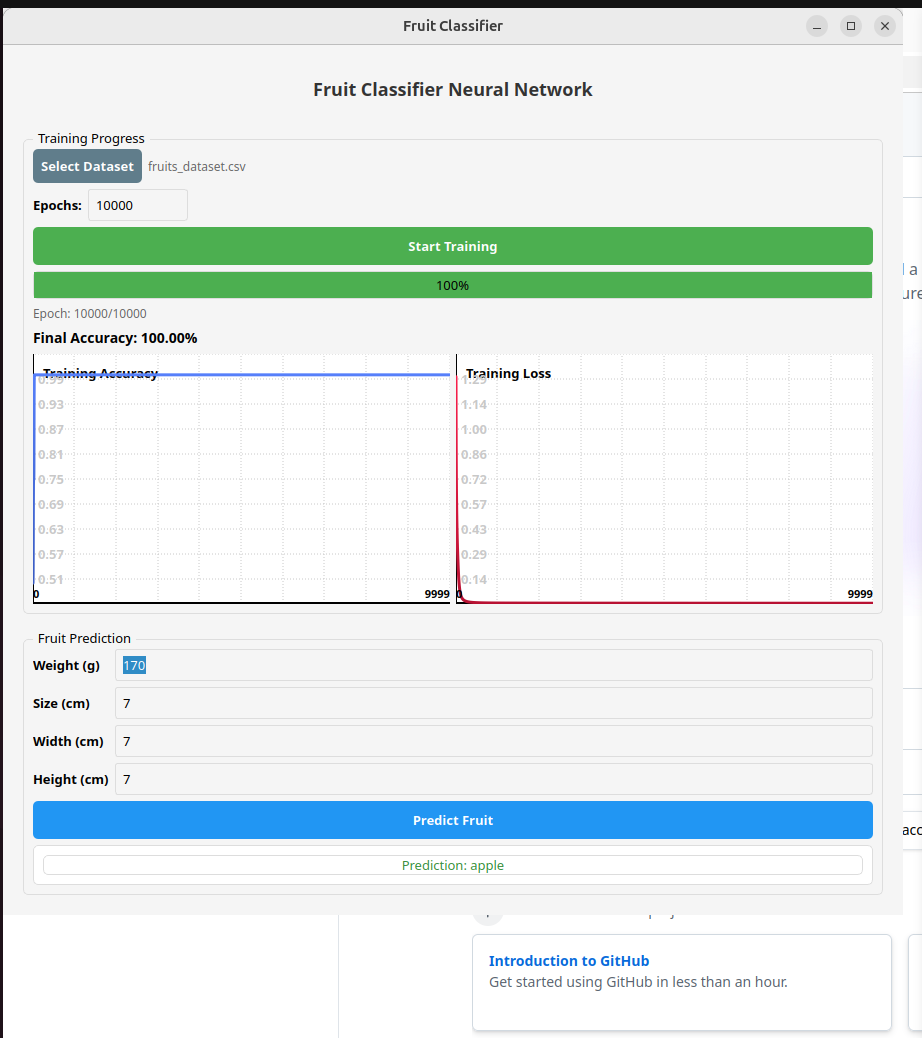 Fruit Classifier
Fruit Classifier Neural Network
Training Progress
Select Dataset fruits_dataset.csv
Epochs: 10000
Start Training
100%
Epoch: 10000/10000
Final Accuracy: 100.00%
Training Accuracy
0.99
0.93
0.87
0.81
0.75
0.69
0.63
0.57
0.51
0 9999
Training Loss
1.29
1.14
1.00
0.86
0.72
0.57
0.43
0.29
0.14
0 9999
Fruit Prediction
Weight (g) 170
Size (cm) 7
Width (cm) 7
Height (cm) 7
Predict Fruit
Prediction: apple
Introduction to GitHub
Get started using GitHub in less than an hour.